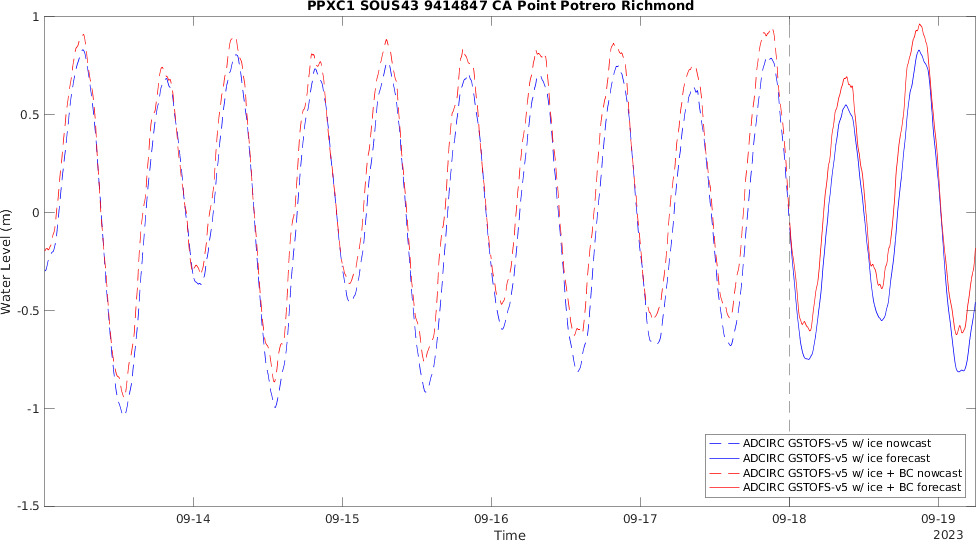 PPXC1 SOUS43 9414847 CA Point Potrero Richmond
1
0.5
0
-0.5
-1
-1.5
Water Level (m)
ADCIRC GSTOFS-v5 w/ ice nowcast
ADCIRC GSTOFS-v5 w/ ice forecast
ADCIRC GSTOFS-v5 w/ ice + BC nowcast
ADCIRC GSTOFS-v5 w/ ice + BC forecast
09-14 09-15 09-16 09-17 09-18 09-19
Time
2023